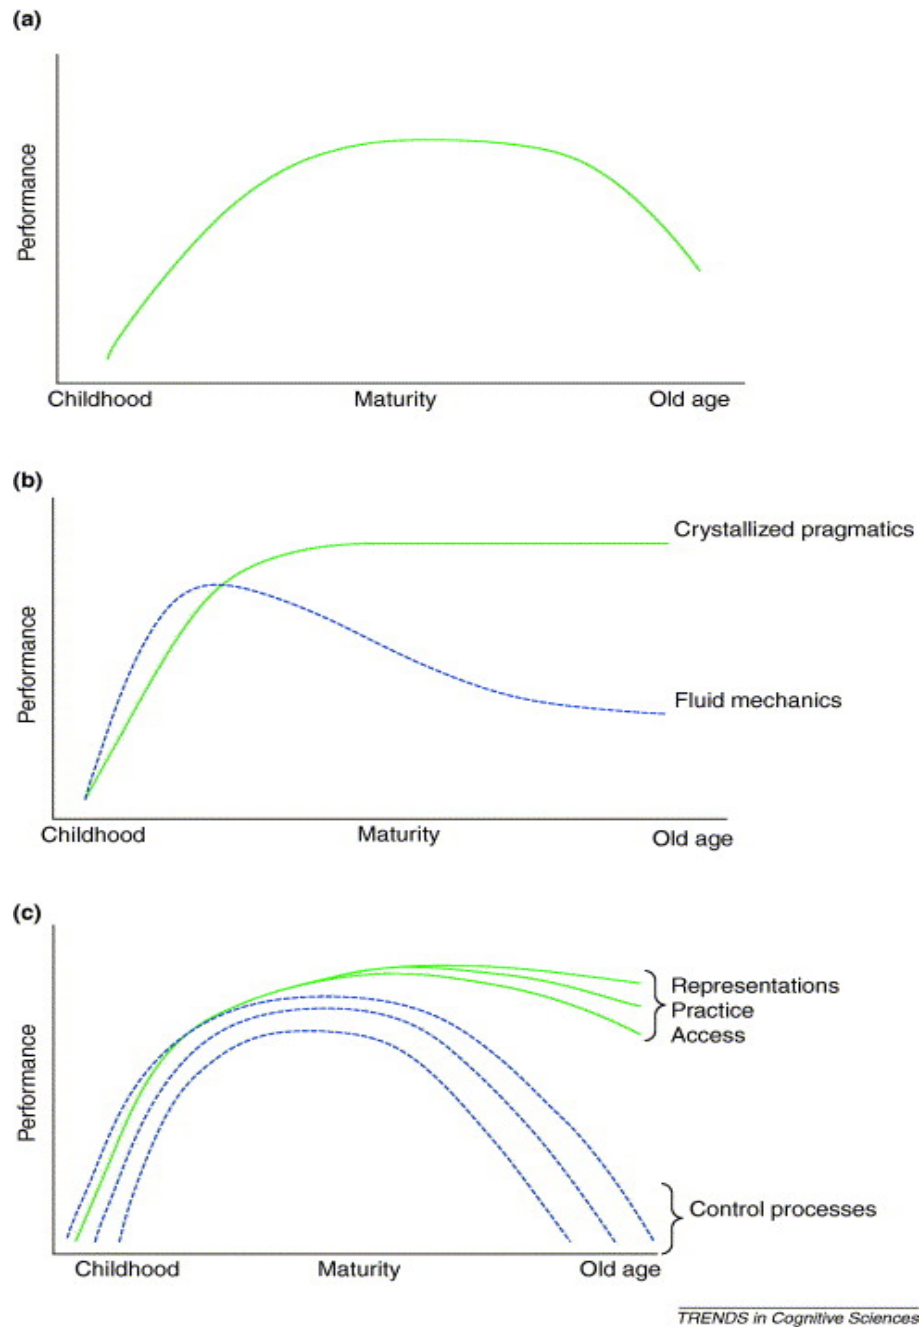 (a)
Performance
Childhood Maturity Old age
(b)
Performance
Crystallized pragmatics
Fluid mechanics
Childhood Maturity Old age
(c)
Performance
Representations
Practice
Access
Control processes
Childhood Maturity Old age
TRENDS in Cognitive Sciences